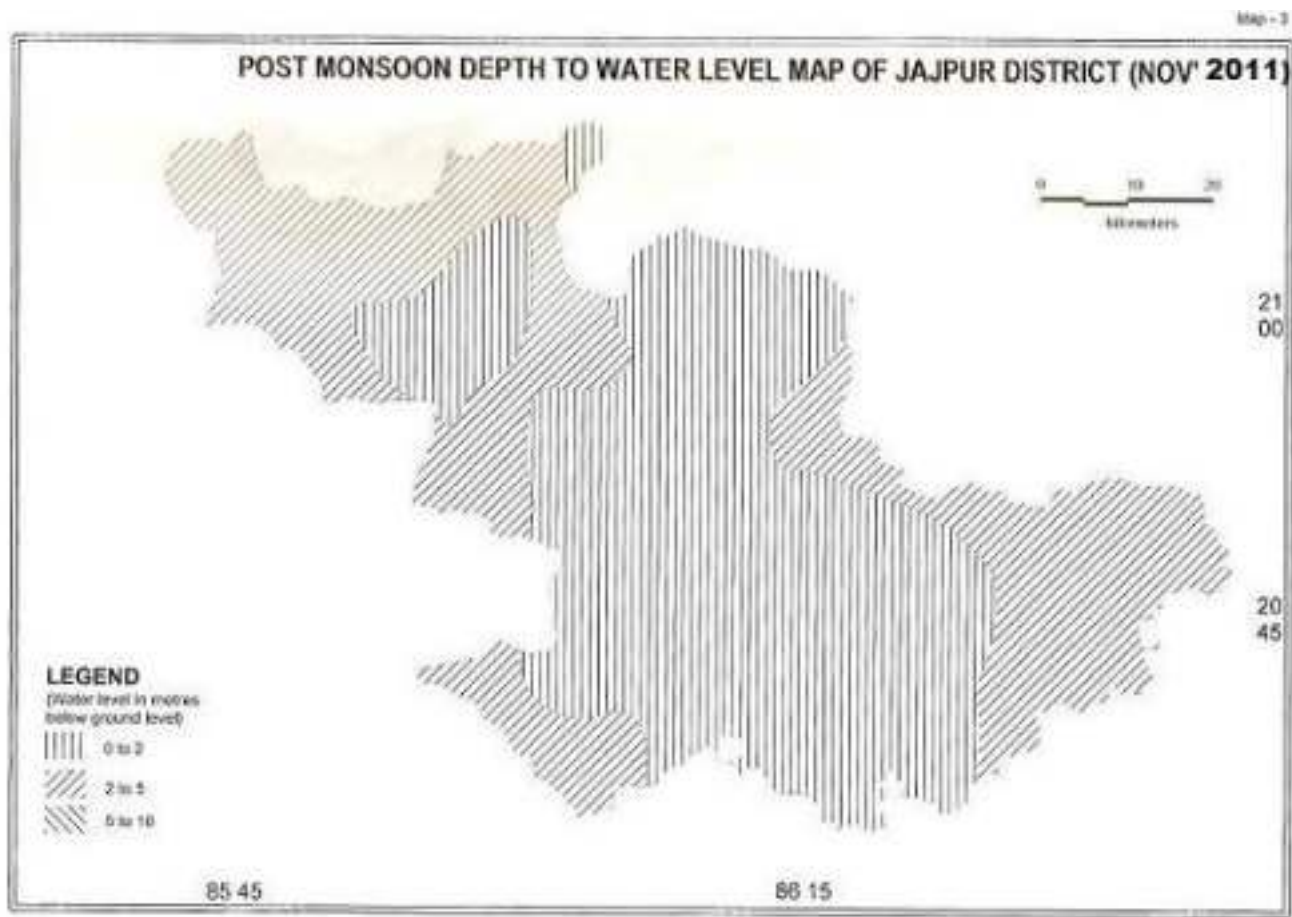 Map - 3
POST MONSOON DEPTH TO WATER LEVEL MAP OF JAJPUR DISTRICT (NOV' 2011)
0 10 20
kilometers
21
00
20
45
LEGEND
(Water level in metres
below ground level)
0 to 2
2 to 5
5 to 10
85 45
86 15